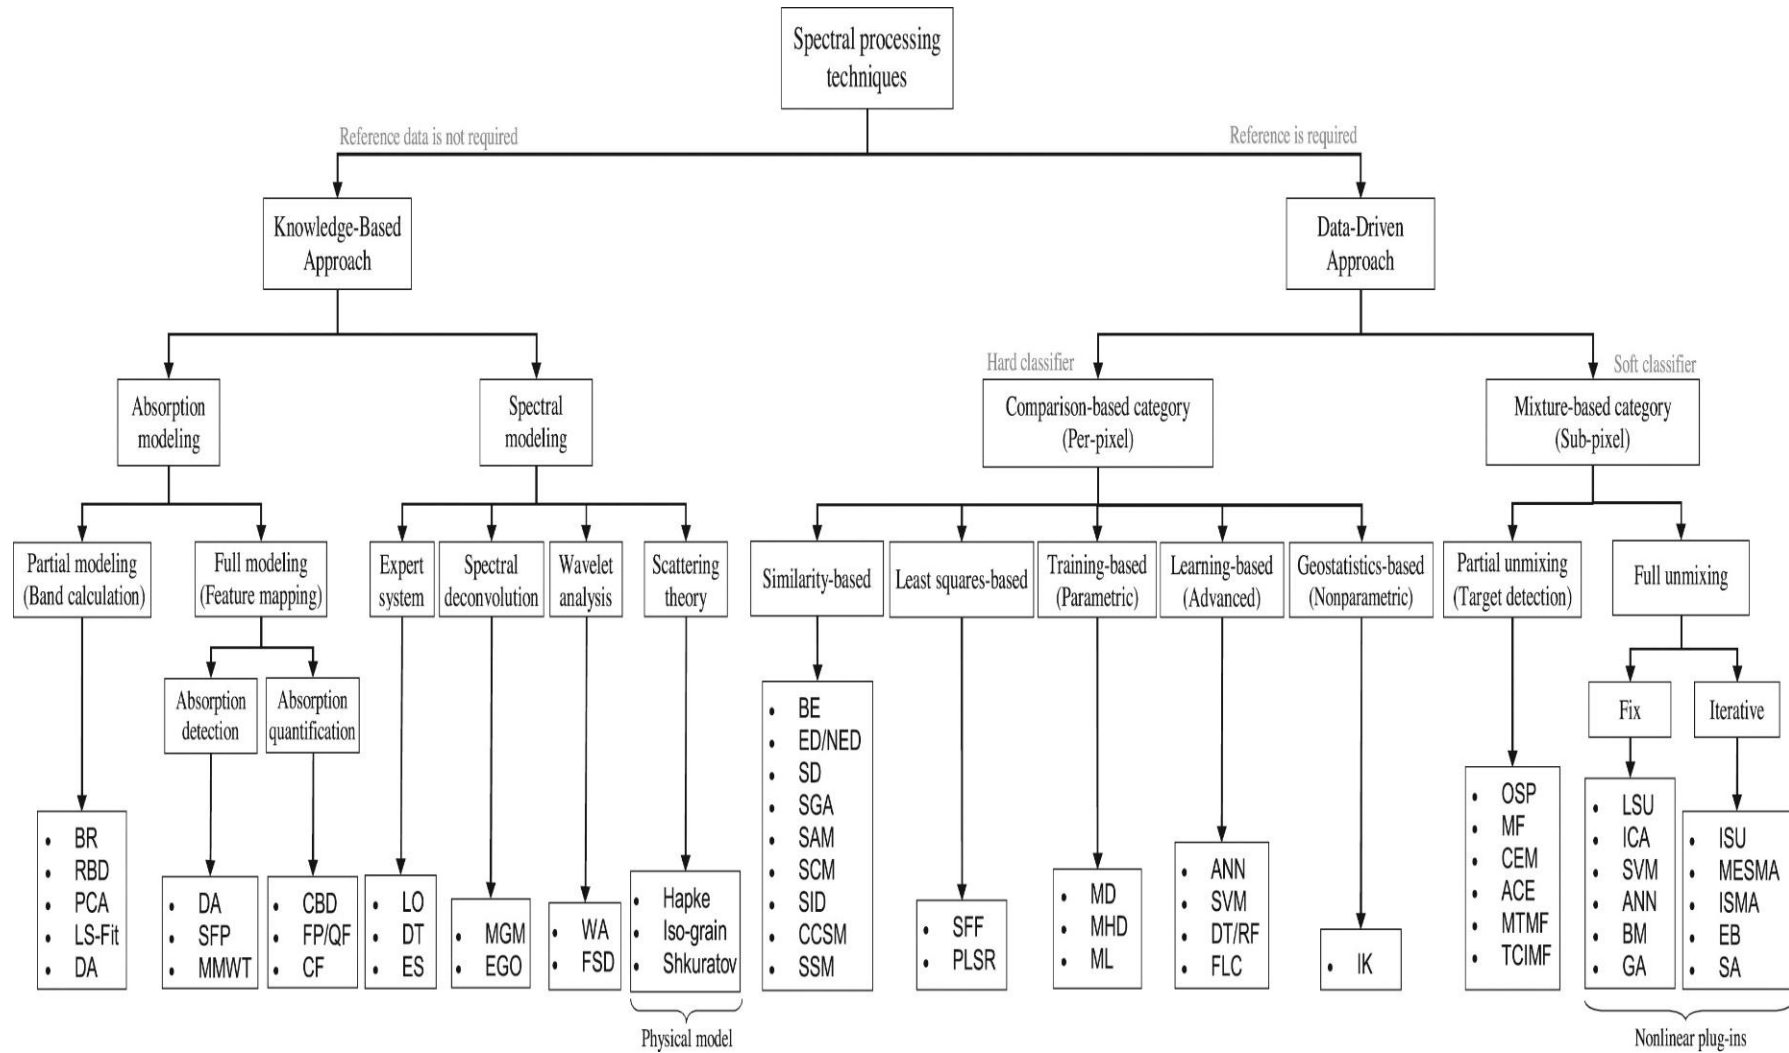 Spectral processing
techniques
Reference data is not required
Reference is required
Knowledge-Based
Approach
Data-Driven
Approach
Hard classifier
Soft classifier
Absorption
modeling
Spectral
modeling
Comparison-based category
(Per-pixel)
Mixture-based category
(Sub-pixel)
Partial modeling
(Band calculation)
Full modeling
(Feature mapping)
Expert
system
Spectral
deconvolution
Wavelet
analysis
Scattering
theory
Similarity-based
Least squares-based
Training-based
(Parametric)
Learning-based
(Advanced)
Geostatistics-based
(Nonparametric)
Partial unmixing
(Target detection)
Full unmixing
Absorption
detection
Absorption
quantification
Fix
Iterative
• BR
• RBD
• PCA
• LS-Fit
• DA
• DA
• SFP
• MMWT
• CBD
• FP/QF
• CF
• LO
• DT
• ES
• MGM
• EGO
• WA
• FSD
• Hapke
• Iso-grain
• Shkuratov
• BE
• ED/NED
• SD
• SGA
• SAM
• SCM
• SID
• CCSM
• SSM
• SFF
• PLSR
• MD
• MHD
• ML
• ANN
• SVM
• DT/RF
• FLC
• IK
• OSP
• MF
• CEM
• ACE
• MTMF
• TCIMF
• LSU
• ICA
• SVM
• ANN
• BM
• GA
• ISU
• MESMA
• ISMA
• EB
• SA
Physical model
Nonlinear plug-ins